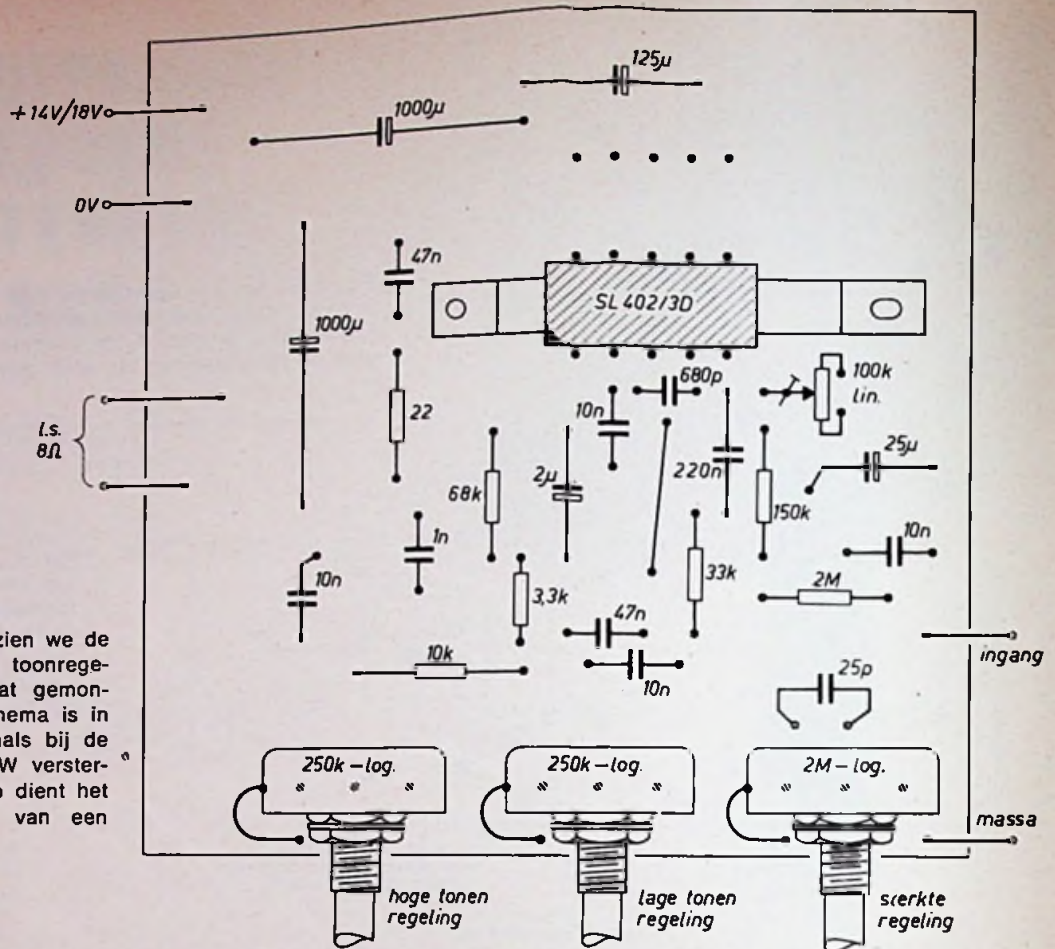 125µ
+14V/18V
1000µ
0V
47n
SL 402/3D
1000µ
680p
100k
lin.
l.s.
8Ω
22
10n
25µ
68k
2µ
220n
150k
1n
10n
10n
3,3k
33k
2M
47n
zien we de
toonrege-
ingang
10k
10n
at gemon-
25p
nema is in
nals bij de
W verster-
250k-log.
250k-log.
2M-log.
dient het
van een
massa
hoge tonen
regeling
lage tonen
regeling
sterkte
regeling